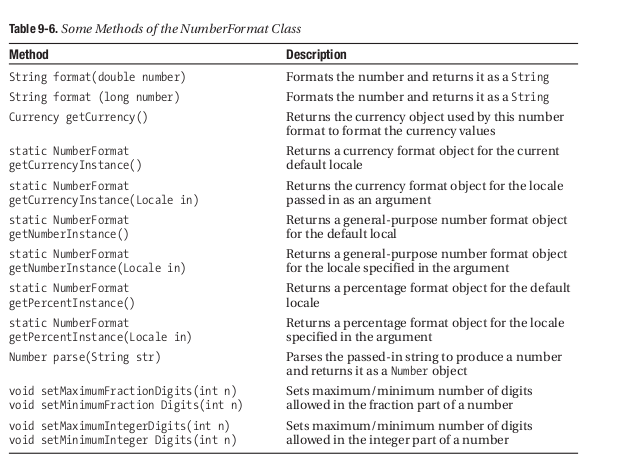 Table 9-6. Some Methods of the NumberFormat Class
Method Description
String format(double number) Formats the number and returns it as a String
String format (long number) Formats the number and returns it as a String
Currency getCurrency() Returns the currency object used by this number
format to format the currency values
static NumberFormat Returns a currency format object for the current
getCurrencyInstance() default locale
static NumberFormat Returns the currency format object for the locale
getCurrencyInstance(Locale in) passed in as an argument
static NumberFormat Returns a general-purpose number format object
getNumberInstance() for the default local
static NumberFormat Returns a general-purpose number format object
getNumberInstance(Locale in) for the locale specified in the argument
static NumberFormat Returns a percentage format object for the default
getPercentInstance() locale
static NumberFormat Returns a percentage format object for the locale
getPercentInstance(Locale in) specified in the argument
Number parse(String str) Parses the passed-in string to produce a number
and returns it as a Number object
void setMaximumFractionDigits(int n) Sets maximum/minimum number of digits
void setMinimumFraction Digits(int n) allowed in the fraction part of a number
void setMaximumIntegerDigits(int n) Sets maximum/minimum number of digits
void setMinimumInteger Digits(int n) allowed in the integer part of a number